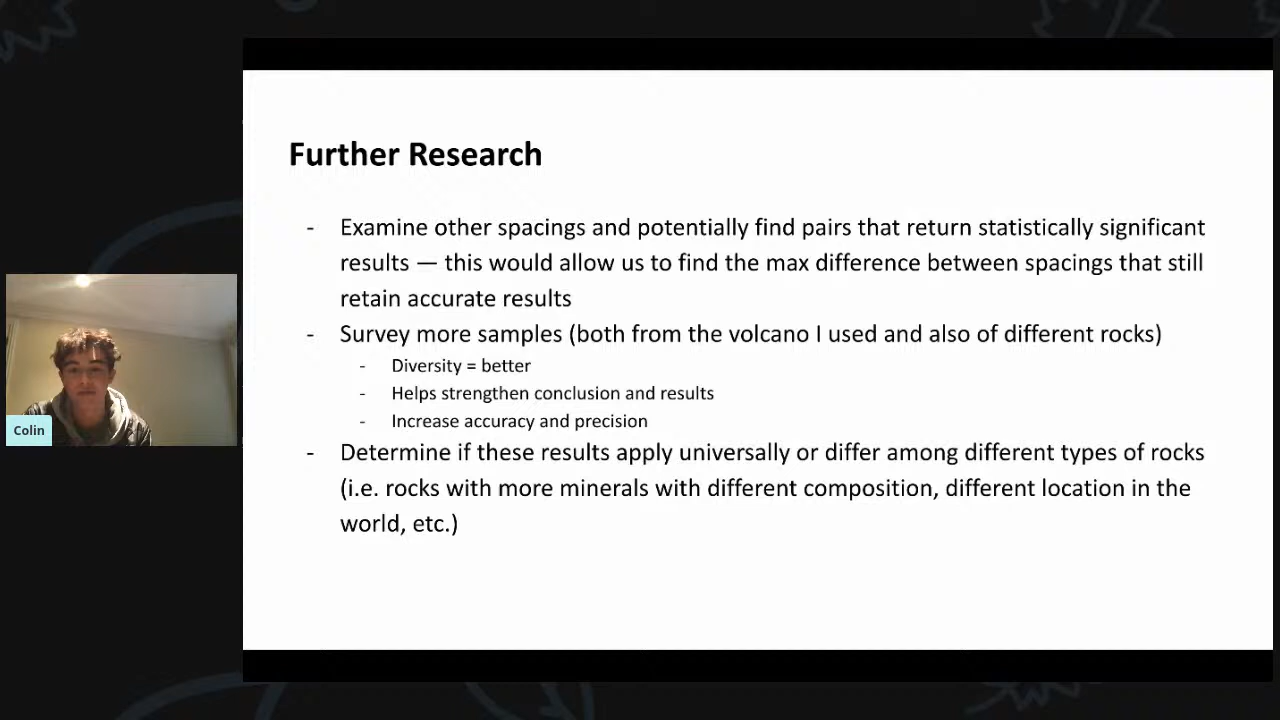 Further Research
- Examine other spacings and potentially find pairs that return statistically significant
results — this would allow us to find the max difference between spacings that still
retain accurate results
- Survey more samples (both from the volcano I used and also of different rocks)
- Diversity = better
- Helps strengthen conclusion and results
- Increase accuracy and precision
- Determine if these results apply universally or differ among different types of rocks
(i.e. rocks with more minerals with different composition, different location in the
world, etc.)
Colin